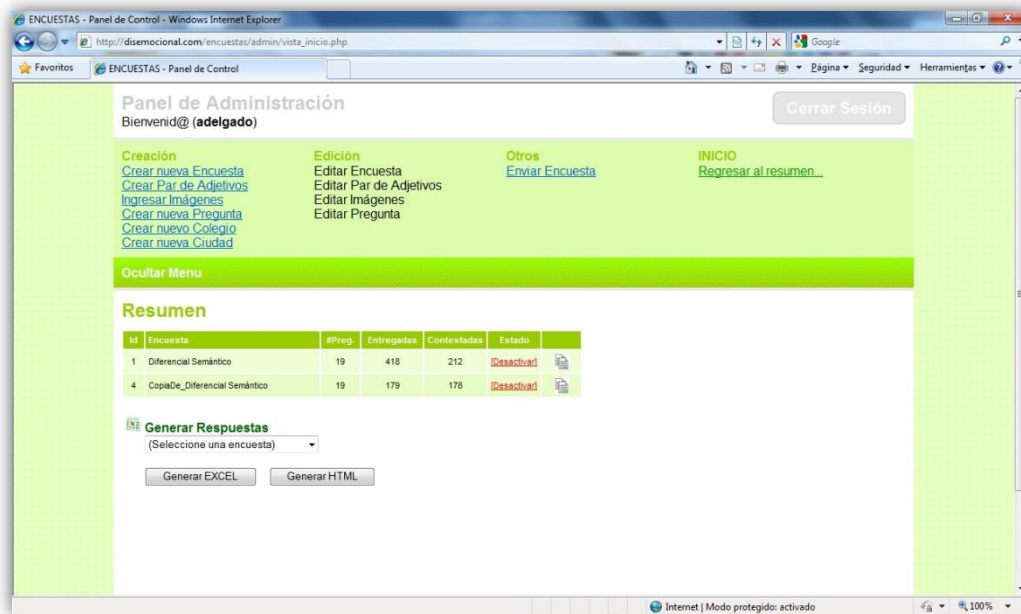 ENCUESTAS - Panel de Control - Windows Internet Explorer
http://disemocional.com/encuestas/admin/vista_inicio.php
Google
Favoritos
ENCUESTAS - Panel de Control
Página
Seguridad
Herramientas
Panel de Administración
Cerrar Sesión
Bienvenid@ (adelgado)
Creación
Crear nueva Encuesta
Crear Par de Adjetivos
Ingresar Imágenes
Crear nueva Pregunta
Crear nuevo Colegio
Crear nueva Ciudad
Edición
Editar Encuesta
Editar Par de Adjetivos
Editar Imágenes
Editar Pregunta
Otros
Enviar Encuesta
INICIO
Regresar al resumen...
Ocultar Menu
Resumen
Id Encuesta #Preg. Entregadas Contestadas Estado
1 Diferencial Semántico 19 418 212 [Desactivar]
4 CopiaDe_Diferencial Semántico 19 179 178 [Desactivar]
Generar Respuestas
(Seleccione una encuesta)
Generar EXCEL Generar HTML
Internet | Modo protegido: activado 100%